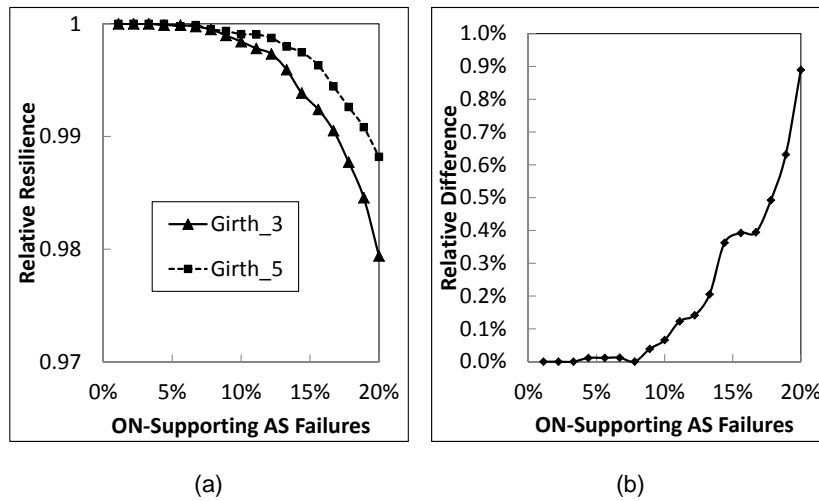 1
0.99
0.98
0.97
Relative Resilience
Girth_3
Girth_5
0% 5% 10% 15% 20%
ON-Supporting AS Failures
(a)
1.0%
0.9%
0.8%
0.7%
0.6%
0.5%
0.4%
0.3%
0.2%
0.1%
0.0%
Relative Difference
0% 5% 10% 15% 20%
ON-Supporting AS Failures
(b)